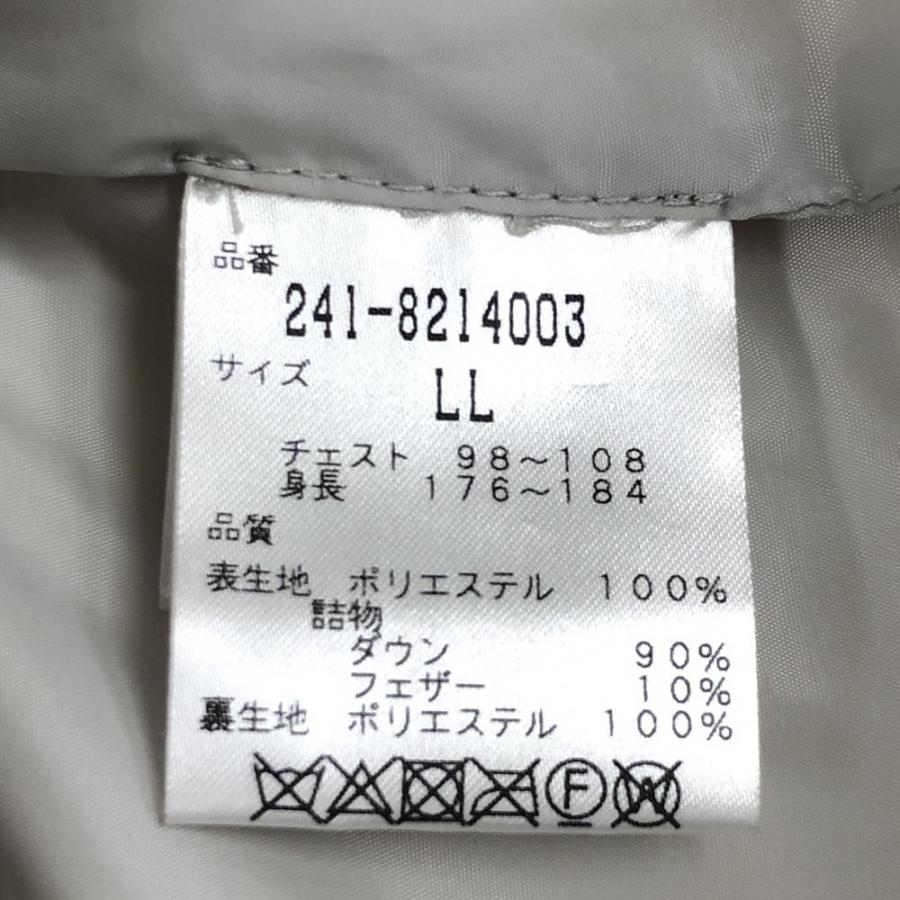 品番
241-8214003
サイズ
LL
チェスト 98～108
身長 176～184
品質
表生地 ポリエステル 100%
詰物
ダウン 90%
フェザー 10%
裏生地 ポリエステル 100%
F W